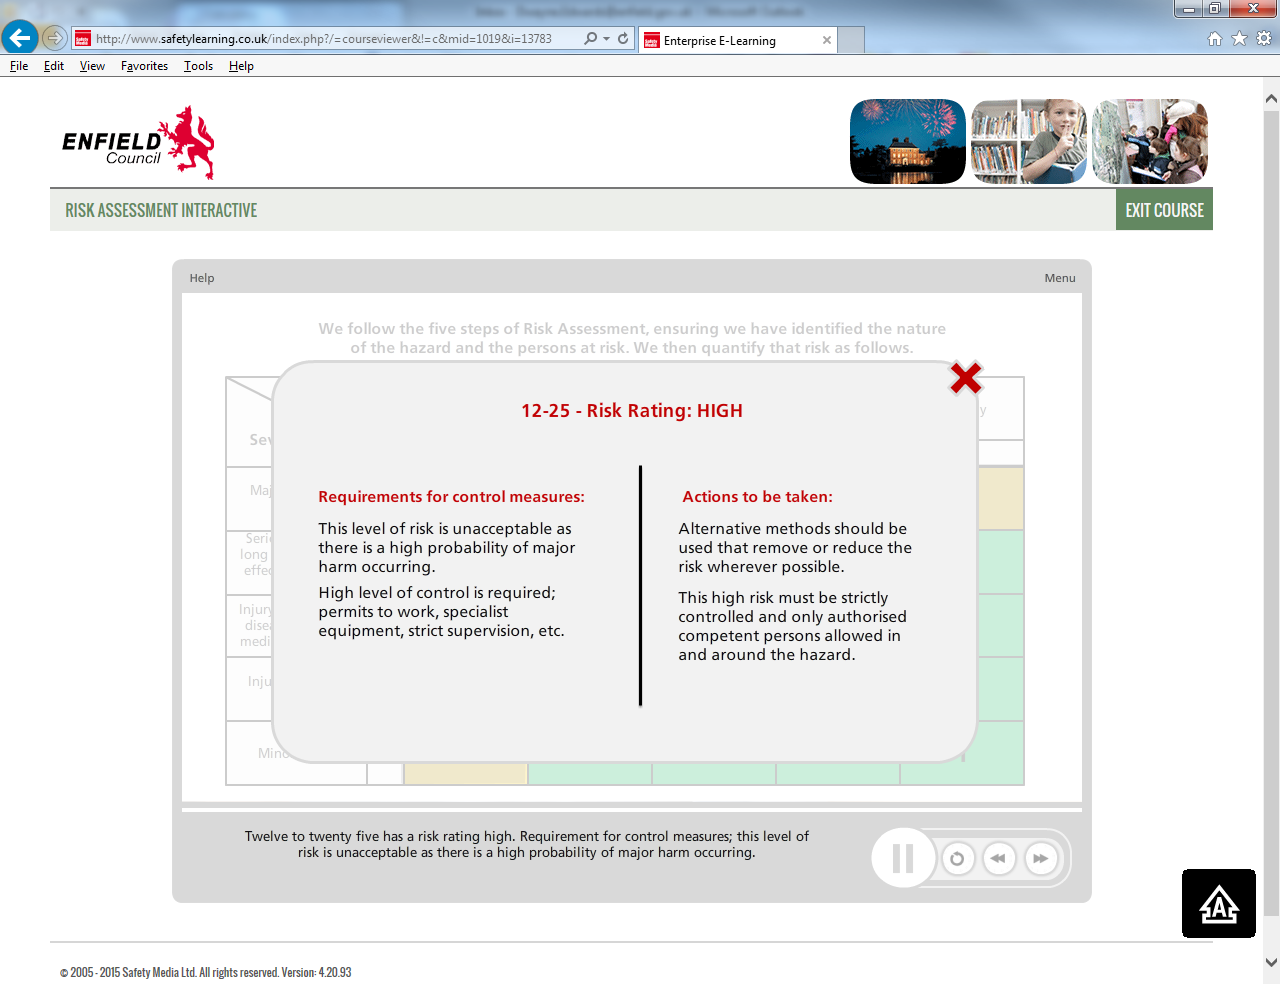 http://www.safetylearning.co.uk/index.php?/=courseviewer&!=c&mid=1019&i=13783
Enterprise E-Learning
File Edit View Favorites Tools Help
ENFIELD
Council
RISK ASSESSMENT INTERACTIVE
EXIT COURSE
Help
Menu
We follow the five steps of Risk Assessment, ensuring we have identified the nature
of the hazard and the persons at risk. We then quantify that risk as follows.
12-25 - Risk Rating: HIGH
Requirements for control measures:
This level of risk is unacceptable as
there is a high probability of major
harm occurring.
High level of control is required;
permits to work, specialist
equipment, strict supervision, etc.
Actions to be taken:
Alternative methods should be
used that remove or reduce the
risk wherever possible.
This high risk must be strictly
controlled and only authorised
competent persons allowed in
and around the hazard.
long
Twelve to twenty five has a risk rating high. Requirement for control measures; this level of
risk is unacceptable as there is a high probability of major harm occurring.
A
© 2005 - 2015 Safety Media Ltd. All rights reserved. Version: 4.20.93